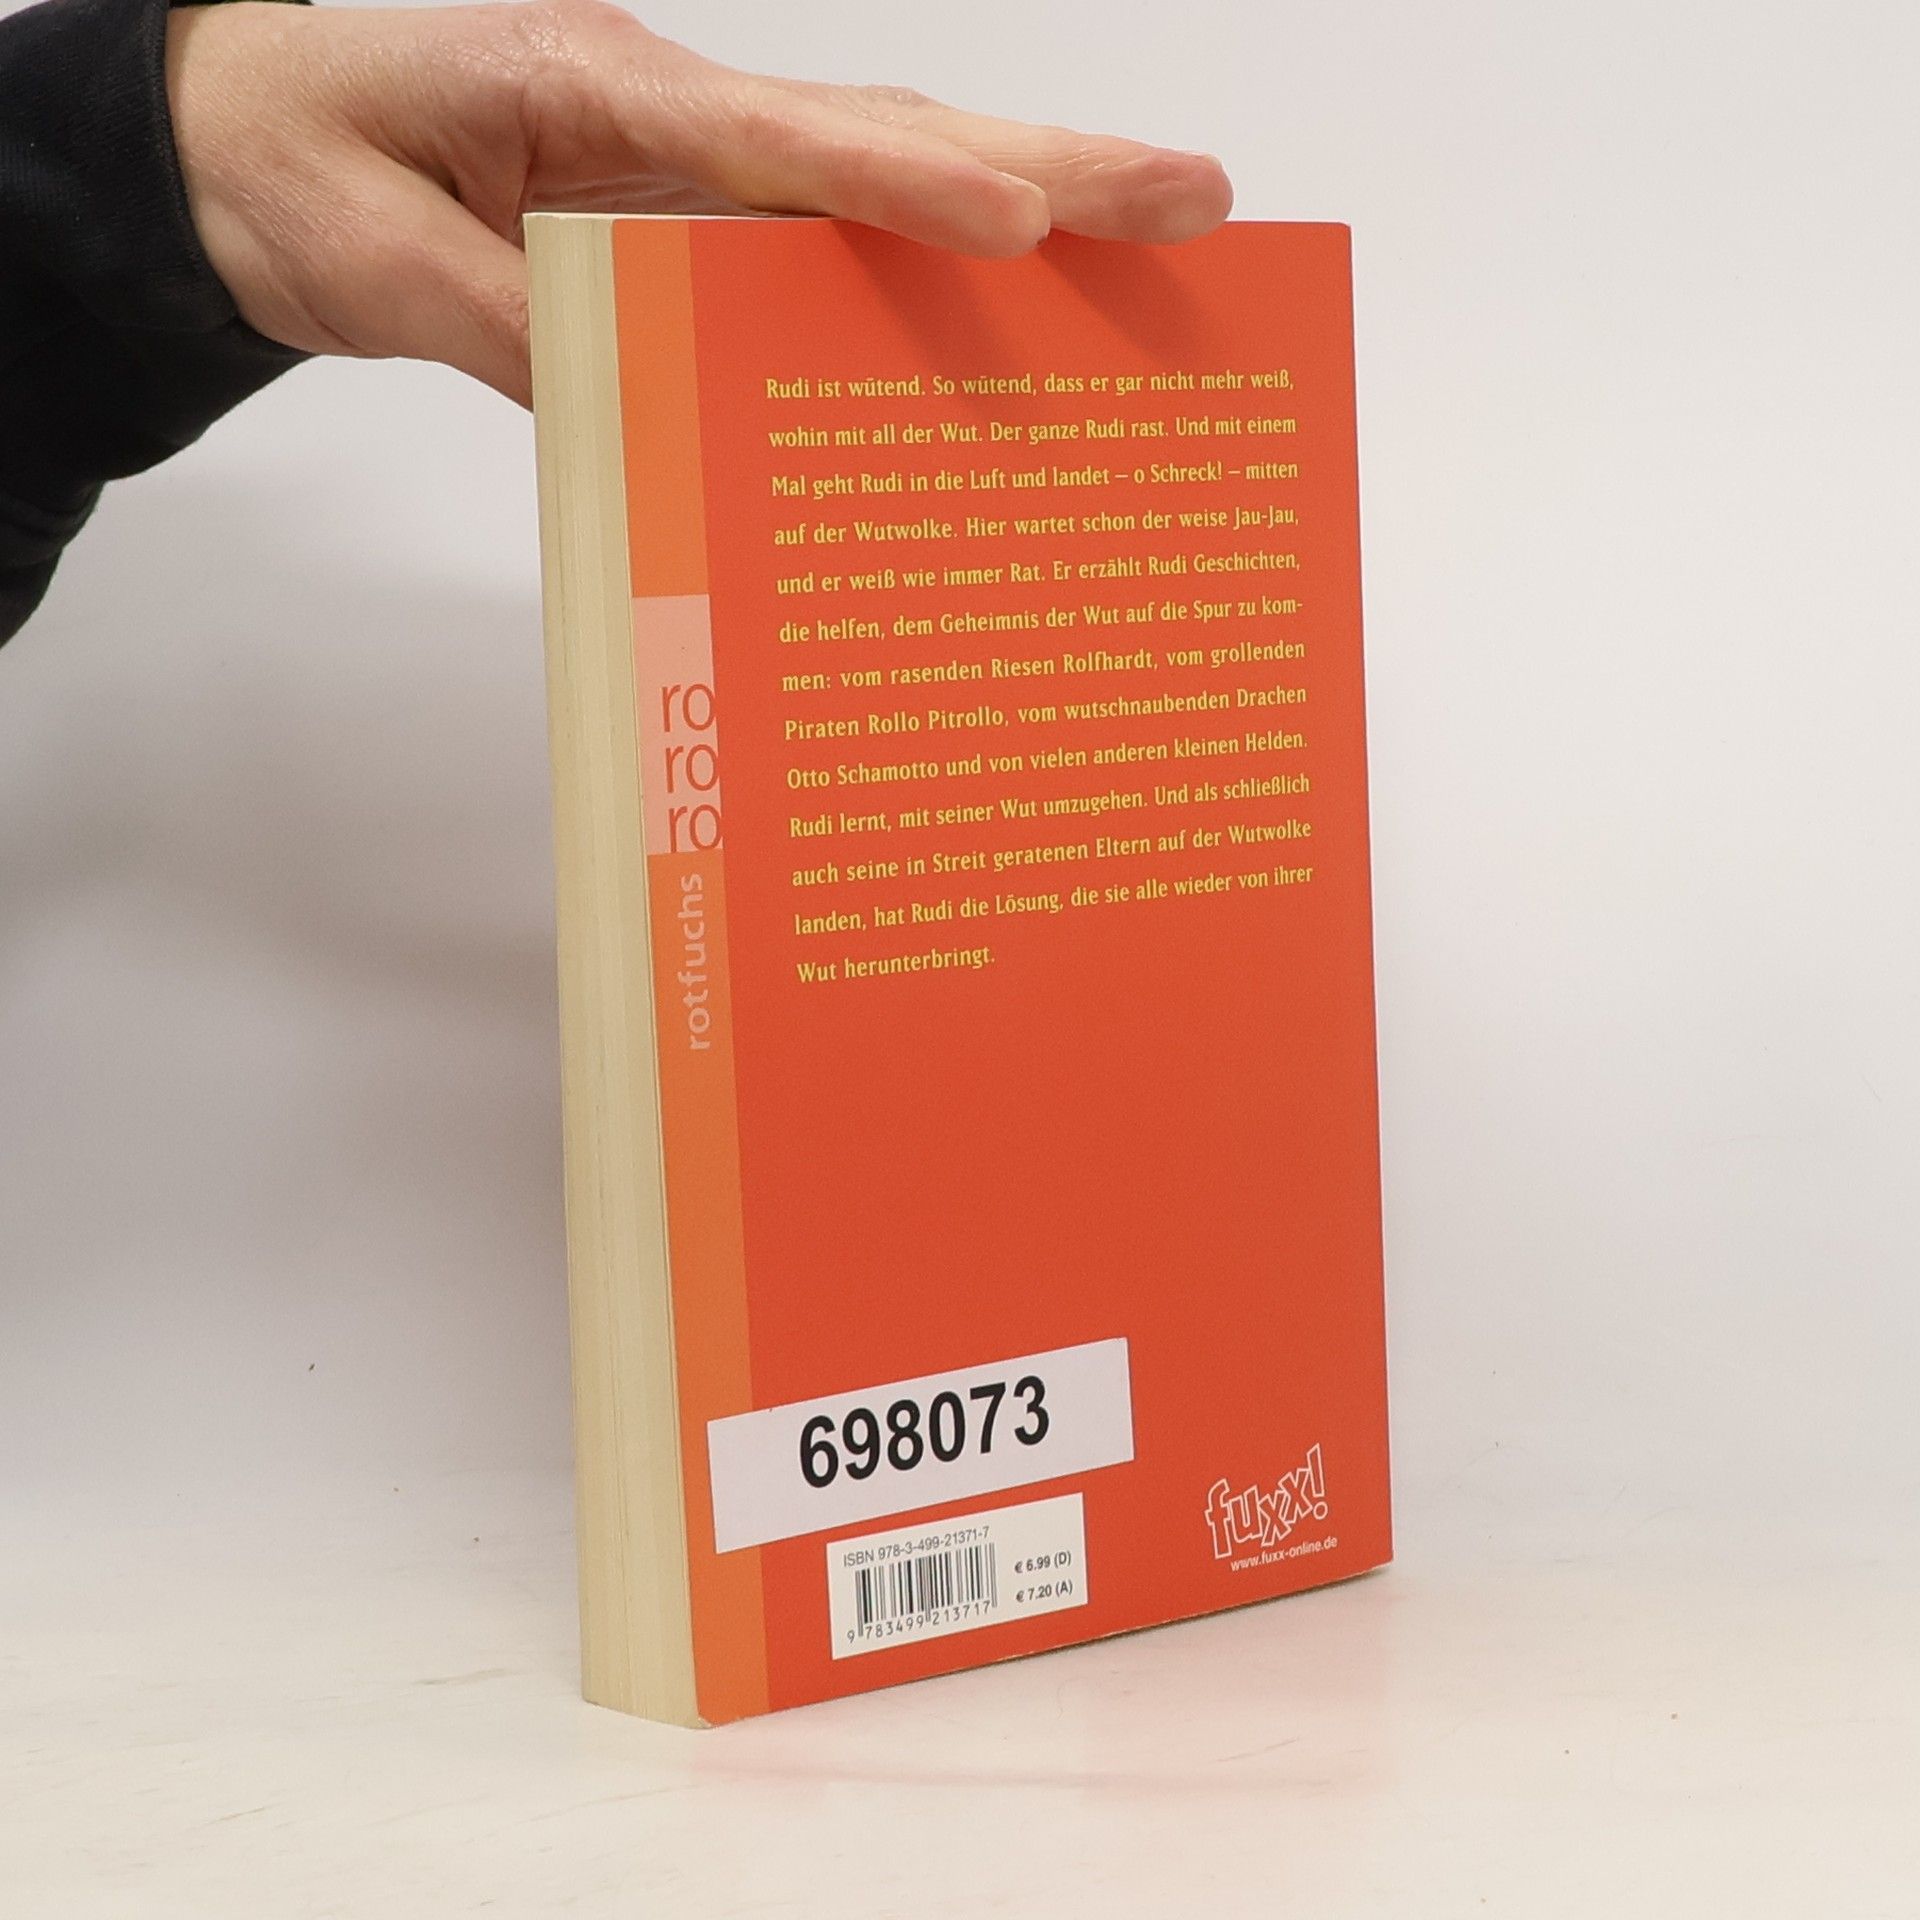 Rudi ist wütend. So wütend, dass er gar nicht mehr weiß,
wohin mit all der Wut. Der ganze Rudi rast. Und mit einem
Mal geht Rudi in die Luft und landet – o Schreck! – mitten
auf der Wutwolke. Hier wartet schon der weise Jau-Jau,
und er weiß wie immer Rat. Er erzählt Rudi Geschichten,
die helfen, dem Geheimnis der Wut auf die Spur zu kom-
men: vom rasenden Riesen Rolfhardt, vom grollenden
Piraten Rollo Pitrollo, vom wutschnaubenden Drachen
Otto Schamotto und von vielen anderen kleinen Helden.
Rudi lernt, mit seiner Wut umzugehen. Und als schließlich
auch seine in Streit geratenen Eltern auf der Wutwolke
landen, hat Rudi die Lösung, die sie alle wieder von ihrer
Wut herunterbringt.
ro
ro
ro
rotfuchs
698073
ISBN 978-3-499-21371-7
€ 6.99 (D)
€ 7.20 (A)
9 783499 213717
fuxx!
www.fuxx-online.de